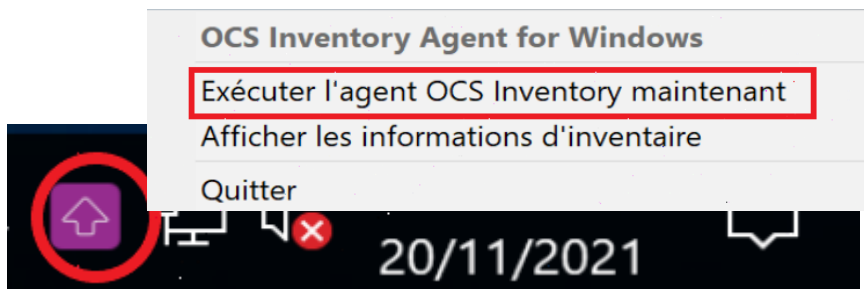 OCS Inventory Agent for Windows
Exécuter l'agent OCS Inventory maintenant
Afficher les informations d'inventaire
Quitter
20/11/2021